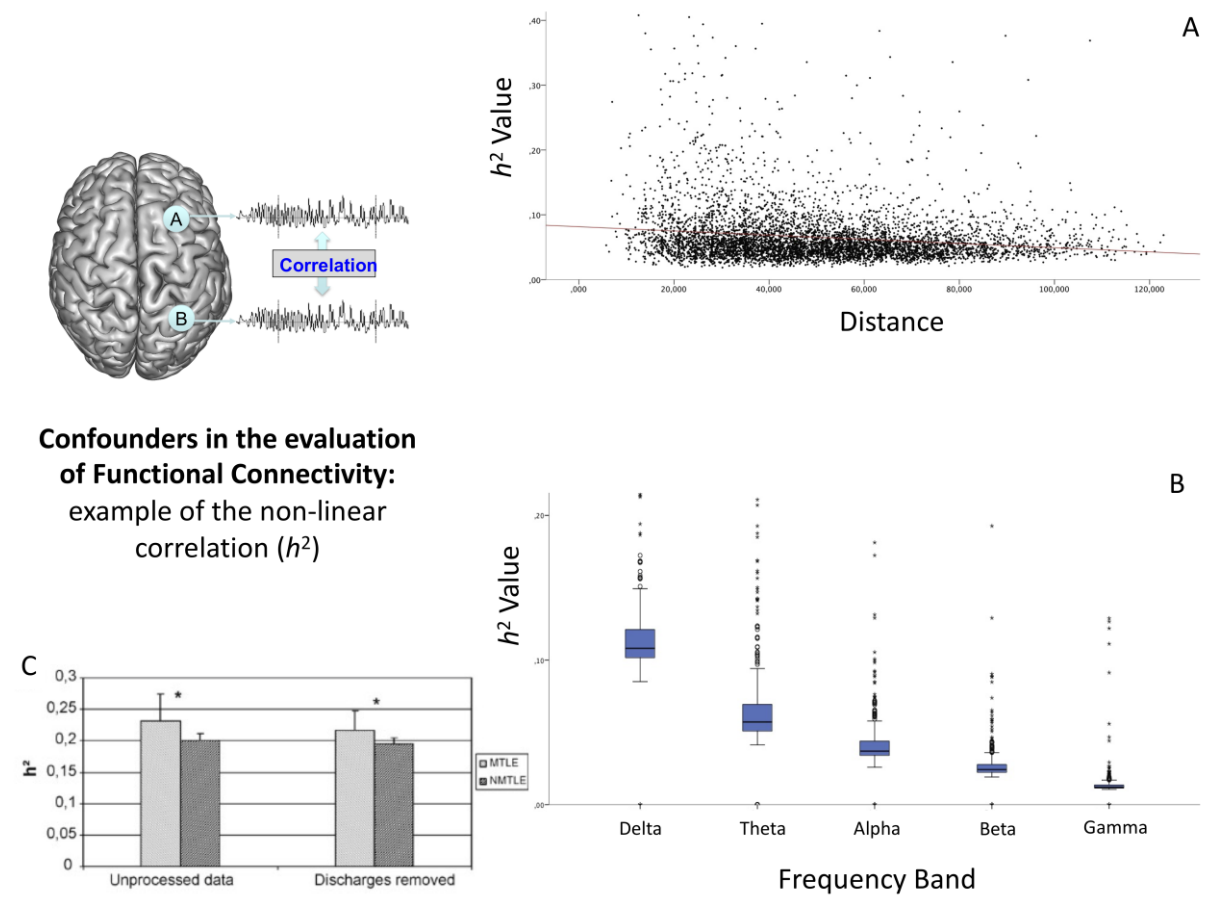 A
,40
,30
,20
,10
,00
h² Value
,000 20,000 40,000 60,000 80,000 100,000 120,000
Distance
A
Correlation
B
Confounders in the evaluation
of Functional Connectivity:
example of the non-linear
correlation (h²)
B
,20
,10
,00
h² Value
Delta Theta Alpha Beta Gamma
Frequency Band
C
0,3
0,25
0,2
0,15
0,1
0,05
0
h²
* *
MTLE
NMTLE
Unprocessed data Discharges removed